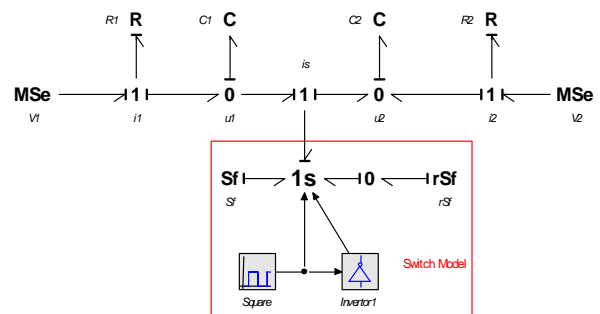 R1 R C1 C C2 C R2 R
is
MSe 1 0 1 0 1 MSe
V1 i1 u1 u2 i2 V2
Sf 1s 0 rSf
Sf rSf
Switch Model
Square Invertor1